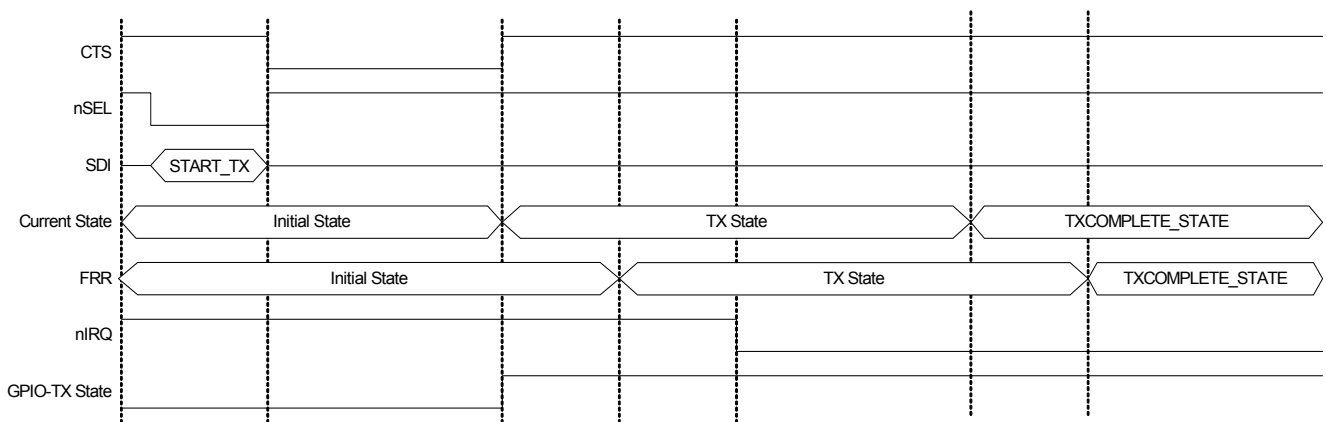 CTS
nSEL
SDI START_TX
Current State Initial State TX State TXCOMPLETE_STATE
FRR Initial State TX State TXCOMPLETE_STATE
nIRQ
GPIO-TX State